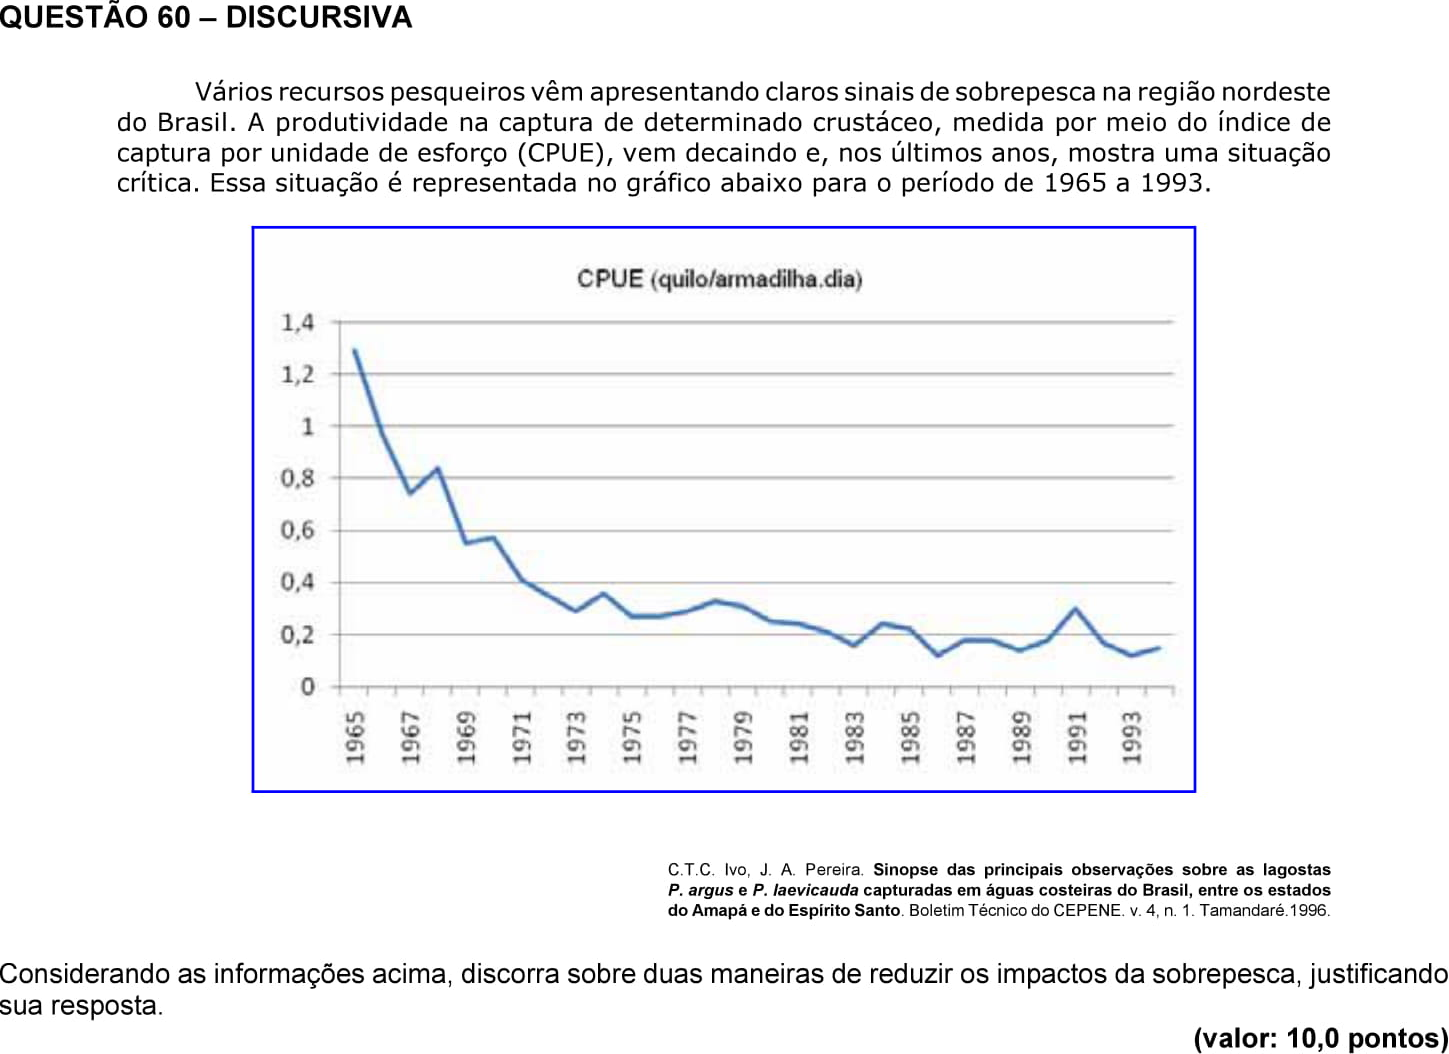 QUESTÃO 60 – DISCURSIVA
Vários recursos pesqueiros vêm apresentando claros sinais de sobrepesca na região nordeste
do Brasil. A produtividade na captura de determinado crustáceo, medida por meio do índice de
captura por unidade de esforço (CPUE), vem decaindo e, nos últimos anos, mostra uma situação
crítica. Essa situação é representada no gráfico abaixo para o período de 1965 a 1993.
CPUE (quilo/armadilha.dia)
1,4
1,2
1
0,8
0,6
0,4
0,2
0
1965
1967
1969
1971
1973
1975
1977
1979
1981
1983
1985
1987
1989
1991
1993
C.T.C. Ivo, J. A. Pereira. Sinopse das principais observações sobre as lagostas
P. argus e P. laevicauda capturadas em águas costeiras do Brasil, entre os estados
do Amapá e do Espírito Santo. Boletim Técnico do CEPENE. v. 4, n. 1. Tamandaré.1996.
Considerando as informações acima, discorra sobre duas maneiras de reduzir os impactos da sobrepesca, justificando
sua resposta.
(valor: 10,0 pontos)